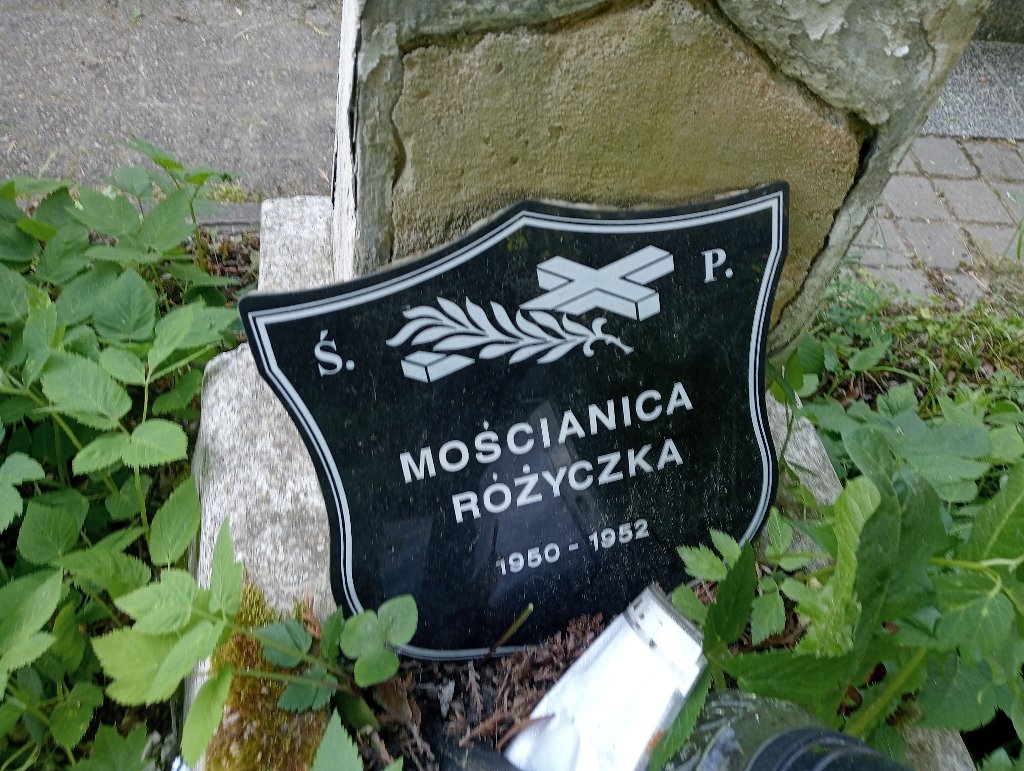 Ś. P.
MOŚCIANICA
RÓŻYCZKA
1950 - 1952